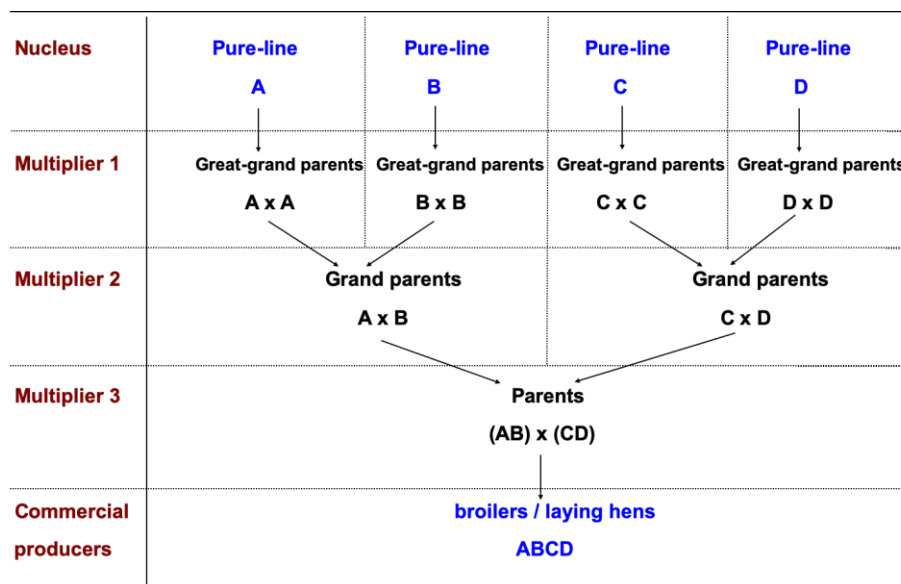 Nucleus
Pure-line
Pure-line
Pure-line
Pure-line
A
B
C
D
Multiplier 1
Great-grand parents
Great-grand parents
Great-grand parents
Great-grand parents
A x A
B x B
C x C
D x D
Multiplier 2
Grand parents
Grand parents
A x B
C x D
Multiplier 3
Parents
(AB) x (CD)
Commercial
producers
broilers / laying hens
ABCD